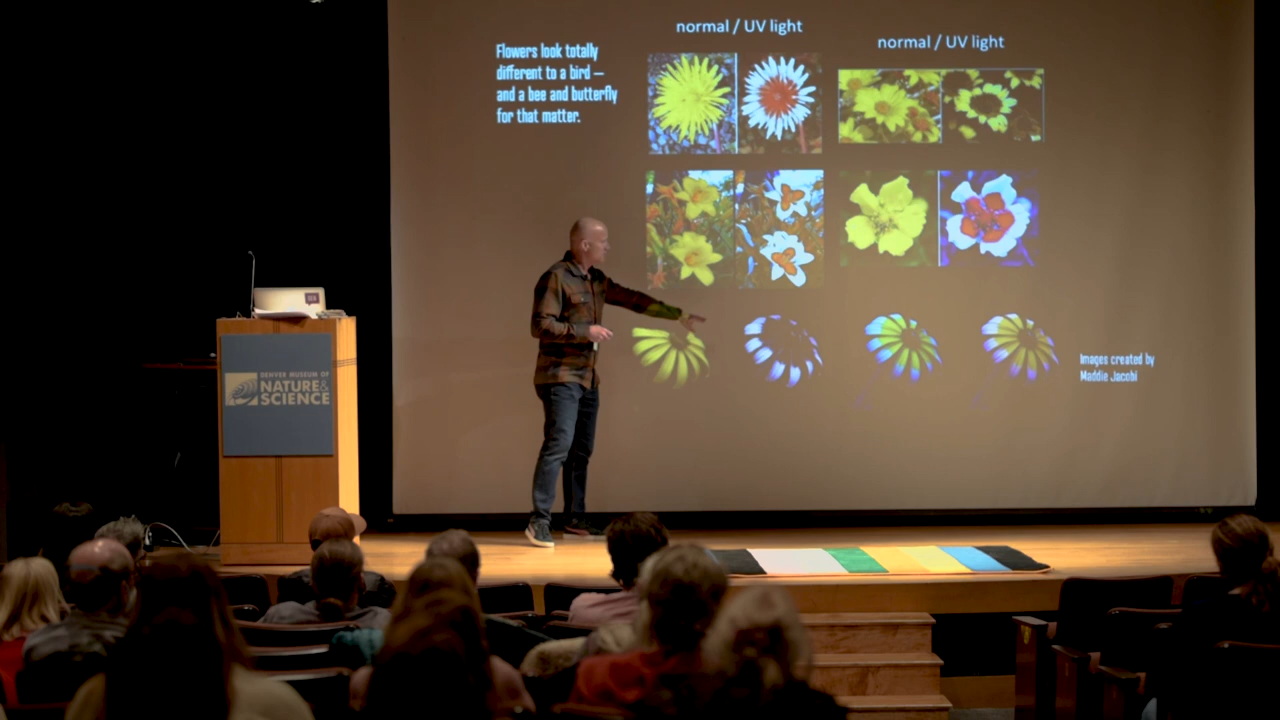 normal / UV light
normal / UV light
Flowers look totally
different to a bird –
and a bee and butterfly
for that matter.
Images created by
Maddie Jacobi
DENVER MUSEUM OF
NATURE &
SCIENCE